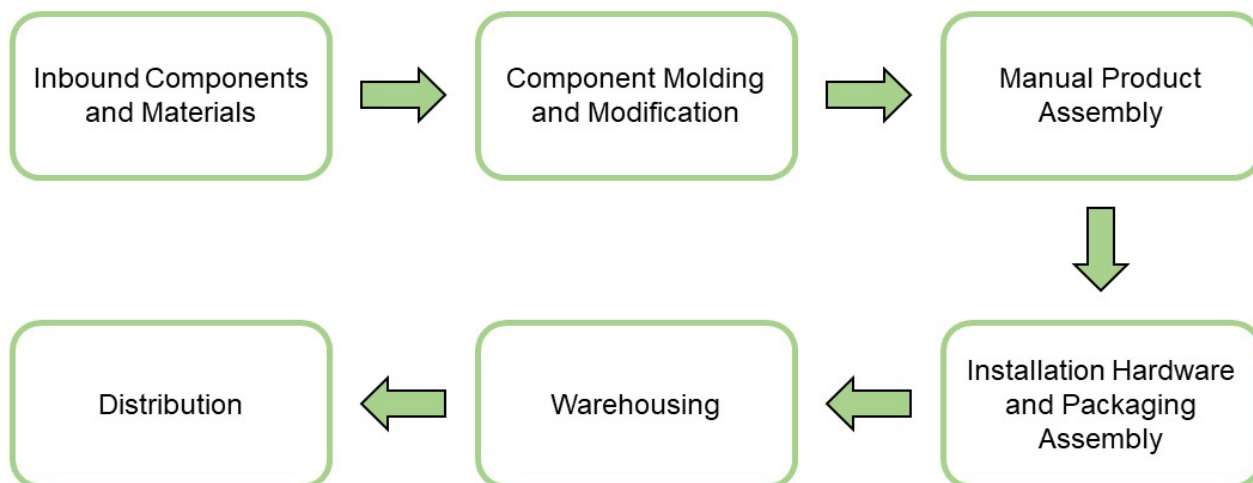 Inbound Components
and Materials
Component Molding
and Modification
Manual Product
Assembly
Installation Hardware
and Packaging
Assembly
Warehousing
Distribution